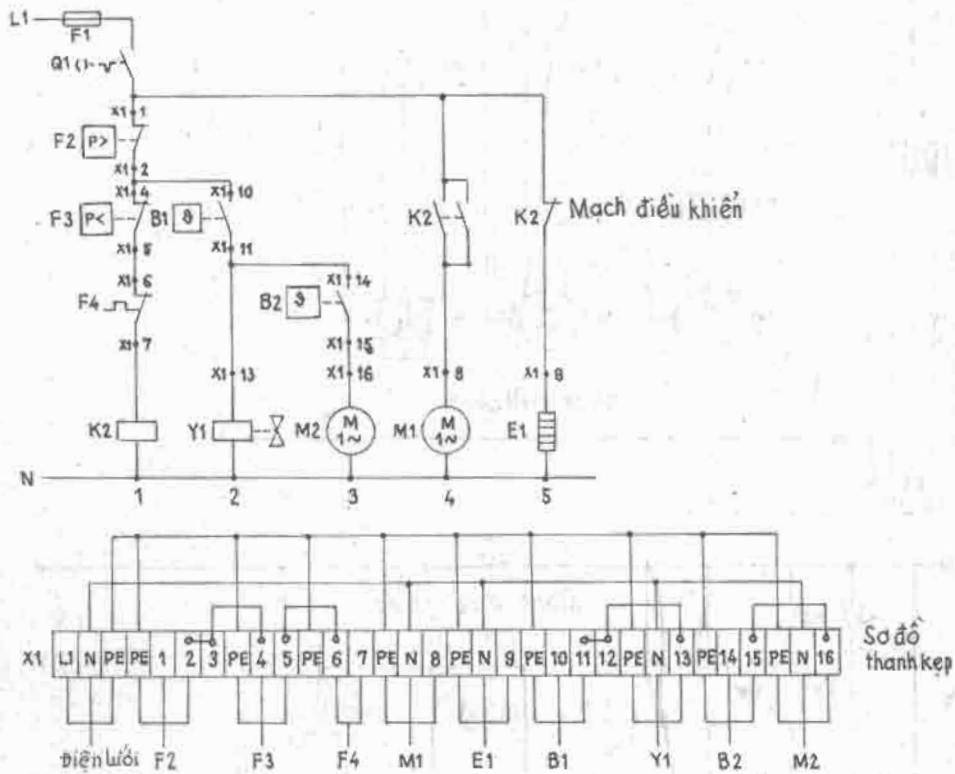 L1
F1
Q1
X1 1
F2 P>
X1 2
X1 4 X1 10
F3 P< B1 ϑ K2 K2 Mạch điều khiển
X1 5 X1 11
X1 6 X1 14
F4 B2 ϑ
X1 7 X1 15
X1 13 X1 16 X1 8 X1 8
K2 Y1 M2 M 1~ M1 M 1~ E1
N
1 2 3 4 5
X1 L1 N PE PE 1 2 3 PE 4 5 PE 6 7 PE N 8 PE N 9 PE 10 11 12 PE N 13 PE 14 15 PE N 16 Sơ đồ
thanh kẹp
Điện lưới F2 F3 F4 M1 E1 B1 Y1 B2 M2